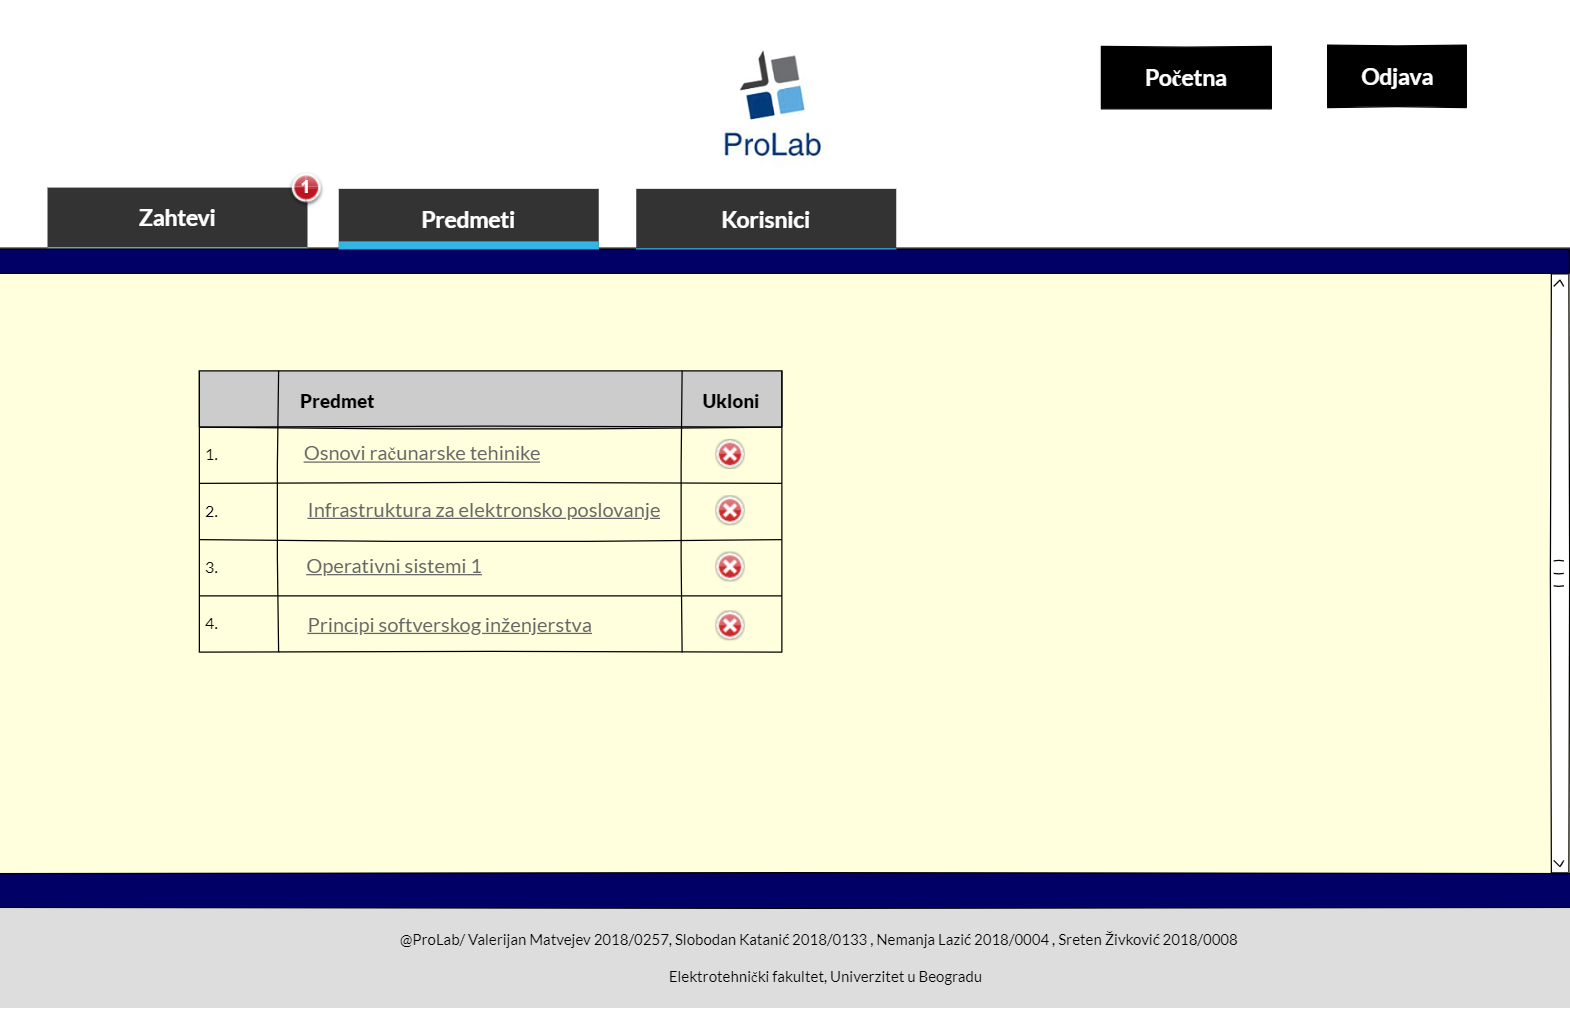 Početna
Odjava
ProLab
Zahtevi
1
Predmeti
Korisnici
Predmet Ukloni
1. Osnovi računarske tehinike
2. Infrastruktura za elektronsko poslovanje
3. Operativni sistemi 1
4. Principi softverskog inženjerstva
@ProLab/ Valerijan Matvejev 2018/0257, Slobodan Katanić 2018/0133 , Nemanja Lazić 2018/0004 , Sreten Živković 2018/0008
Elektrotehnički fakultet, Univerzitet u Beogradu